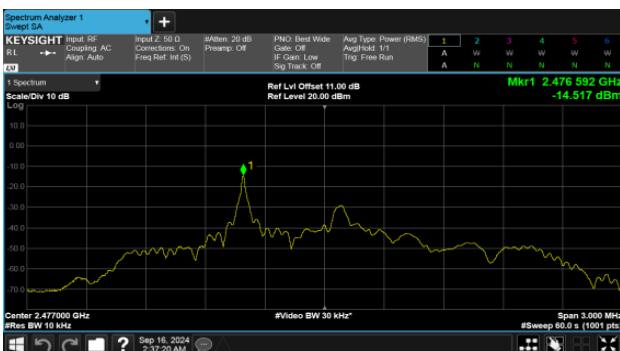 Spectrum Analyzer 1
Swept SA
KEYSIGHT
RL
LXI
Input: RF
Coupling: AC
Align: Auto
Input Z: 50 Ω
Corrections: On
Freq Ref: Int (S)
#Atten: 20 dB
Preamp: Off
PNO: Best Wide
Gate: Off
IF Gain: Low
Sig Track: Off
Avg Type: Power (RMS)
Avg|Hold: 1/1
Trig: Free Run
1 2 3 4 5 6
A W W W W W
A N N N N N
1 Spectrum
Scale/Div 10 dB
Log
Ref Lvl Offset 11.00 dB
Ref Level 20.00 dBm
Mkr1 2.476 592 GHz
-14.517 dBm
10.0
0.00
-10.0
-20.0
-30.0
-40.0
-50.0
-60.0
-70.0
1
Center 2.477000 GHz
#Res BW 10 kHz
#Video BW 30 kHz*
Span 3.000 MHz
#Sweep 60.0 s (1001 pts)
Sep 16, 2024
2:37:20 AM